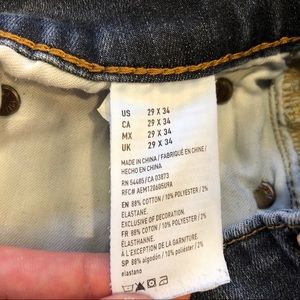 US 29 X 34
CA 29 X 34
MX 29 X 34
UK 29 X 34
MADE IN CHINA / FABRIQUÉ EN CHINE /
HECHO EN CHINA
RN 54485/CA 03873
RFC# AEM120605U9A
EN 88% COTTON/ 10% POLYESTER/ 2%
ELASTANE.
EXCLUSIVE OF DECORATION.
FR 88% COTON/ 10% POLYESTER/ 2%
ÉLASTHANNE.
À L'EXCEPTION DE LA GARNITURE.
SP 88% algodón / 10% poliéster / 2%
elastano